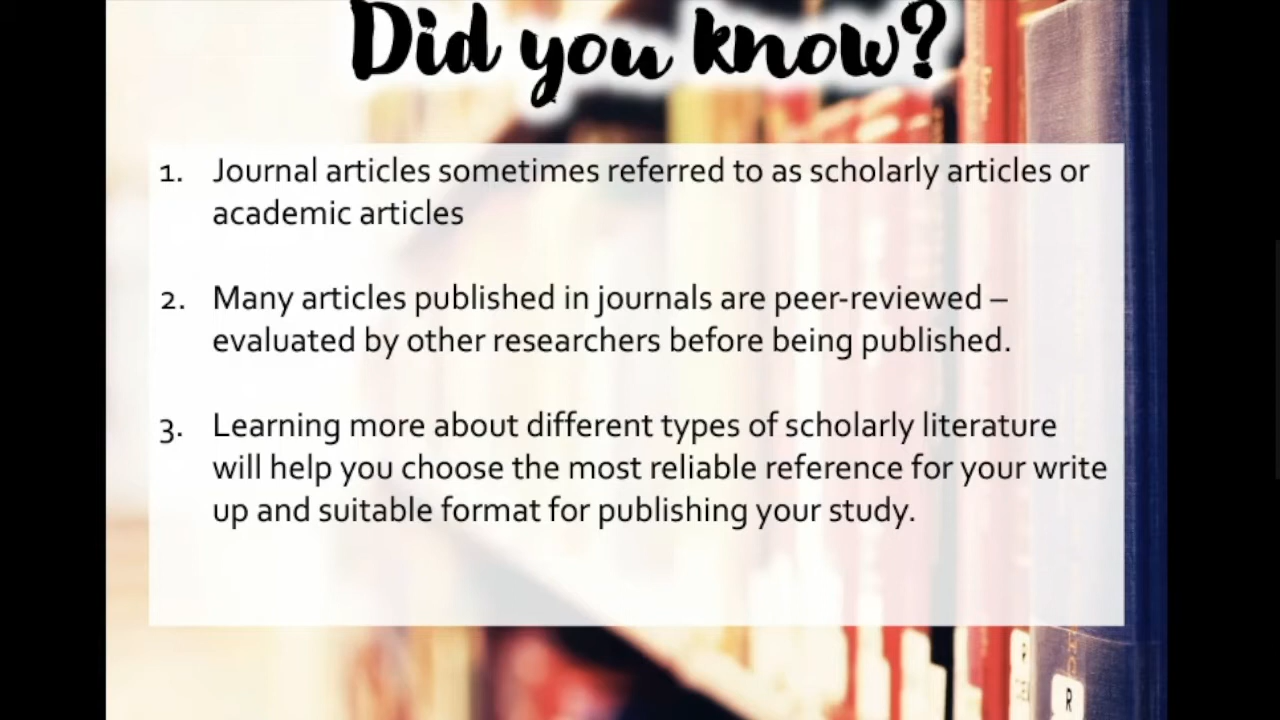 Did you know?
1. Journal articles sometimes referred to as scholarly articles or
academic articles
2. Many articles published in journals are peer-reviewed –
evaluated by other researchers before being published.
3. Learning more about different types of scholarly literature
will help you choose the most reliable reference for your write
up and suitable format for publishing your study.
R
R